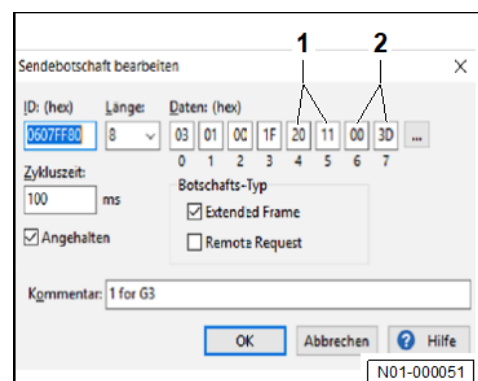 1 2
Sendebotschaft bearbeiten
ID: (hex) Länge: Daten: (hex)
0607FF80 8 03 01 00 1F 20 11 00 3D ...
0 1 2 3 4 5 6 7
Zykluszeit:
Botschafts-Typ
100 ms
Extended Frame
Angehalten
Remote Request
Kommentar: 1 for G3
OK Abbrechen ? Hilfe
N01-000051